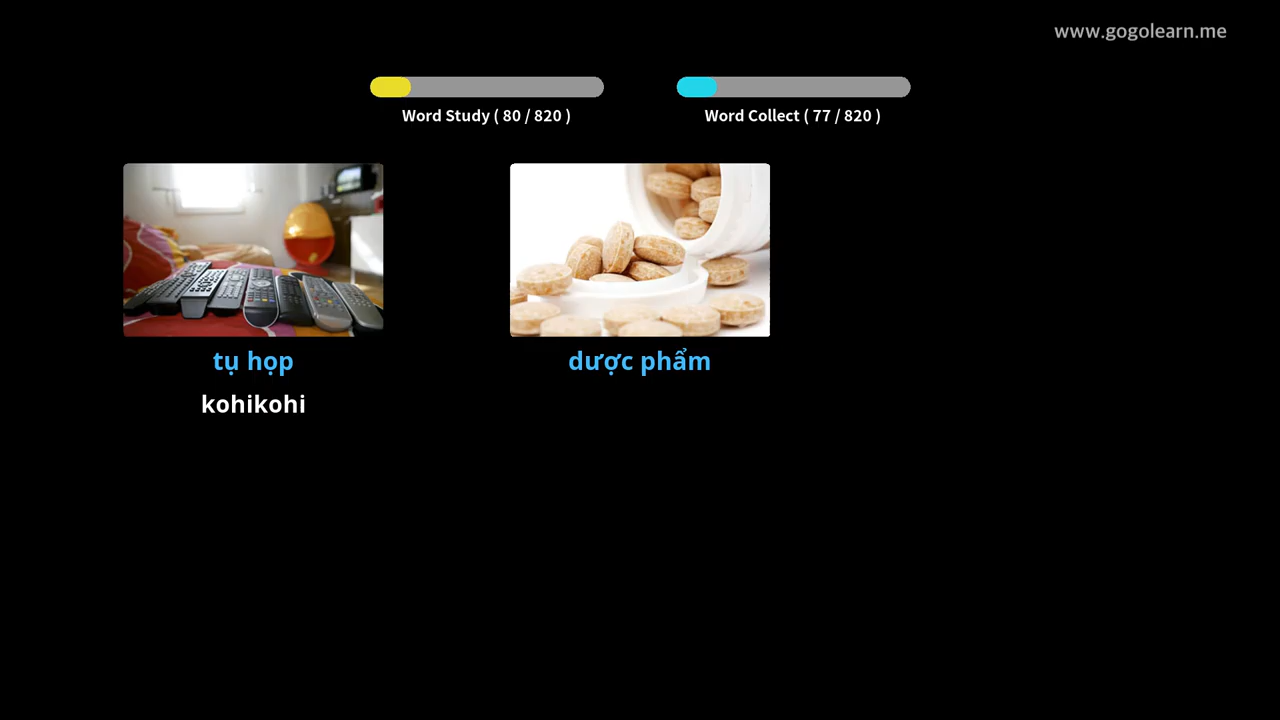 www.gogolearn.me
Word Study ( 80 / 820 )
Word Collect ( 77 / 820 )
tụ họp
dược phẩm
kohikohi